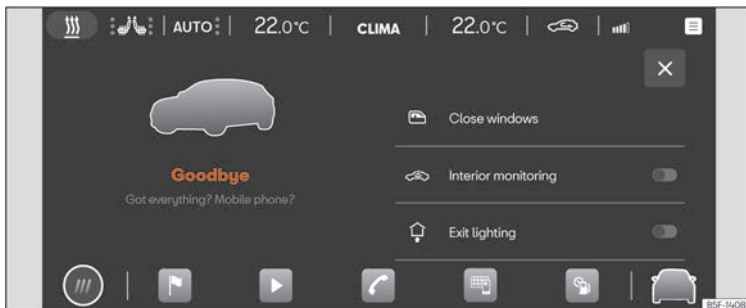 AUTO 22.0°C CLIMA 22.0°C
Close windows
Goodbye
Interior monitoring
Got everything? Mobile phone?
Exit lighting
B5F-1408